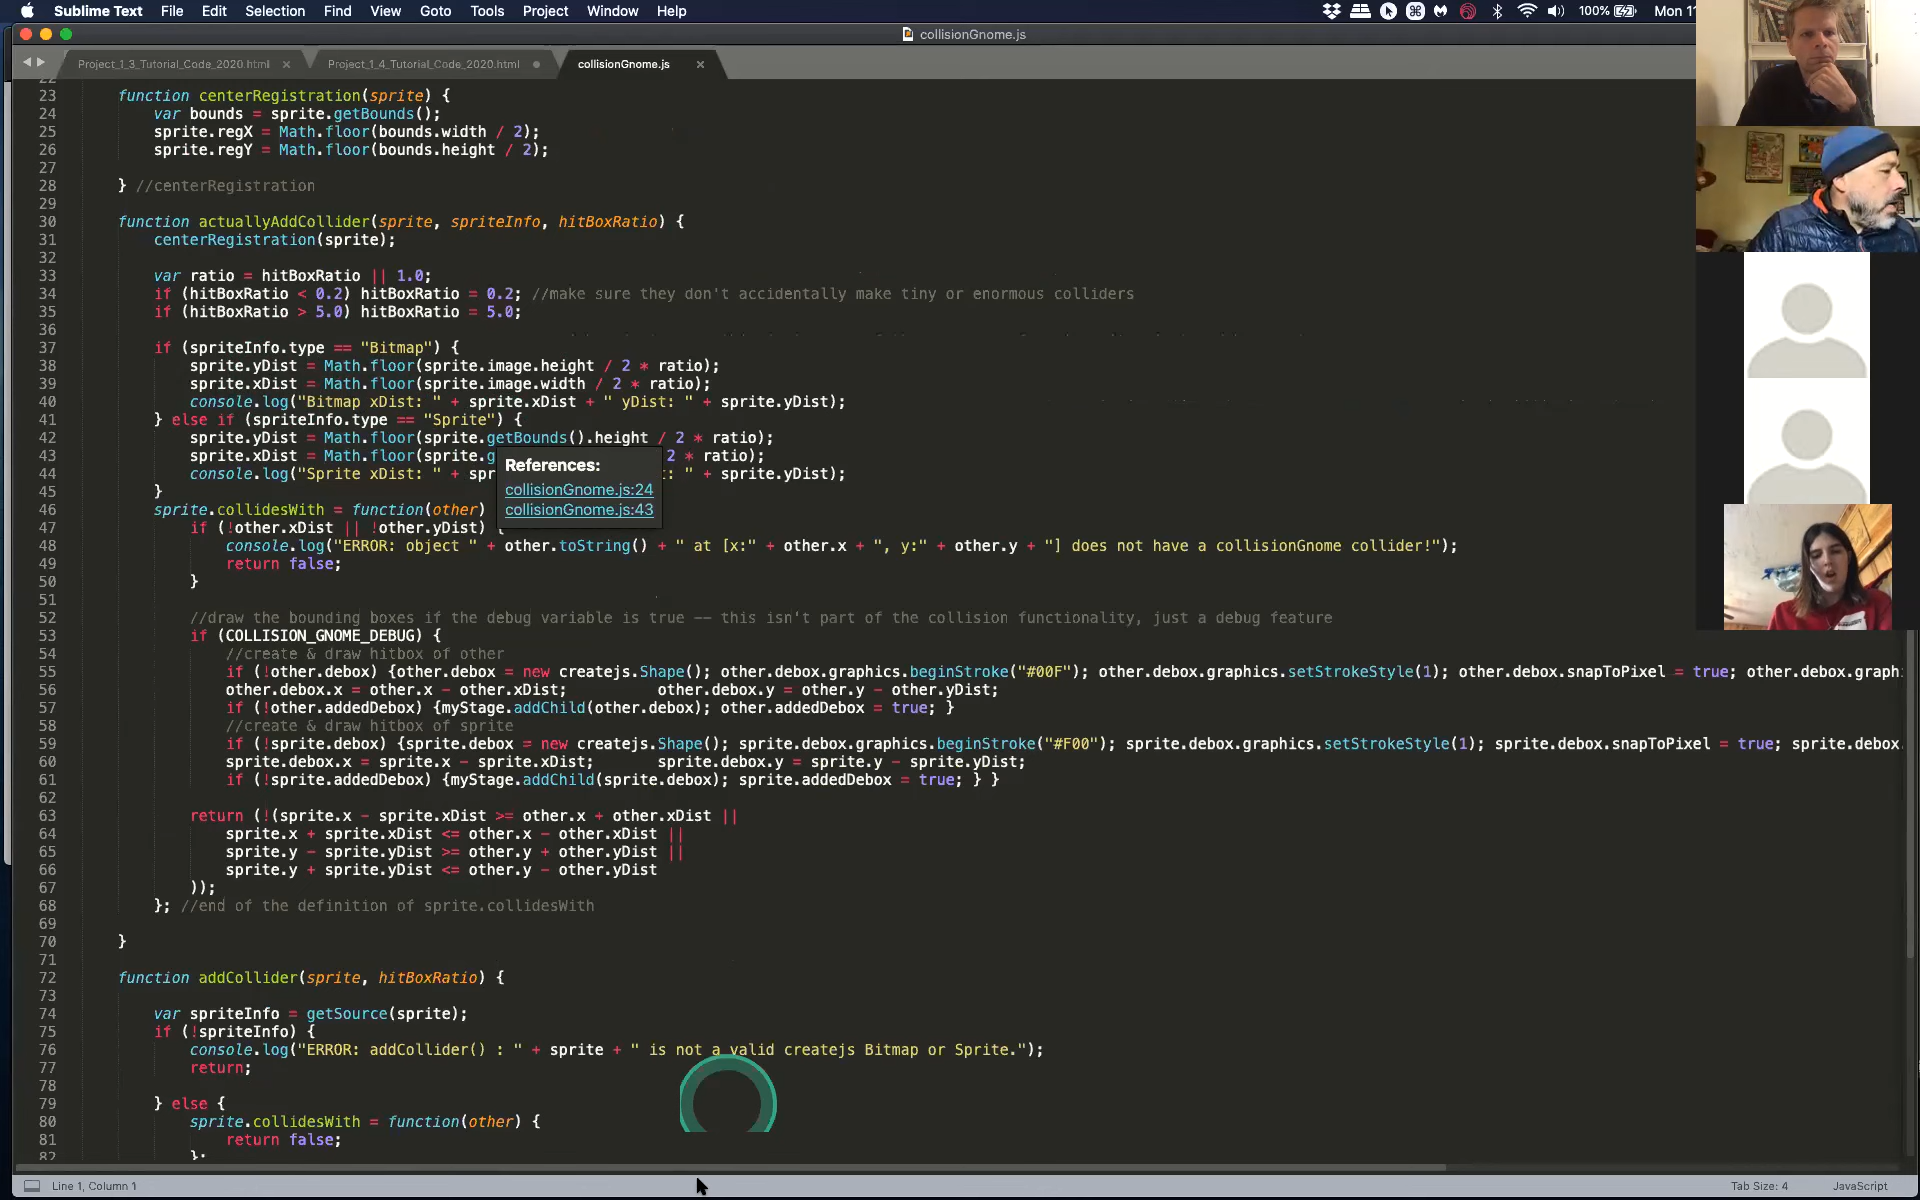 Sublime Text File Edit Selection Find View Goto Tools Project Window Help 100% Mon 11
collisionGnome.js
Project_1_3_Tutorial_Code_2020.html Project_1_4_Tutorial_Code_2020.html collisionGnome.js
22
23 function centerRegistration(sprite) {
24 var bounds = sprite.getBounds();
25 sprite.regX = Math.floor(bounds.width / 2);
26 sprite.regY = Math.floor(bounds.height / 2);
27
28 } //centerRegistration
29
30 function actuallyAddCollider(sprite, spriteInfo, hitBoxRatio) {
31 centerRegistration(sprite);
32
33 var ratio = hitBoxRatio || 1.0;
34 if (hitBoxRatio < 0.2) hitBoxRatio = 0.2; //make sure they don't accidentally make tiny or enormous colliders
35 if (hitBoxRatio > 5.0) hitBoxRatio = 5.0;
36
37 if (spriteInfo.type == "Bitmap") {
38 sprite.yDist = Math.floor(sprite.image.height / 2 * ratio);
39 sprite.xDist = Math.floor(sprite.image.width / 2 * ratio);
40 console.log("Bitmap xDist: " + sprite.xDist + " yDist: " + sprite.yDist);
41 } else if (spriteInfo.type == "Sprite") {
42 sprite.yDist = Math.floor(sprite.getBounds().height / 2 * ratio);
43 sprite.xDist = Math.floor(sprite.g 2 * ratio);
44 console.log("Sprite xDist: " + spr t: " + sprite.yDist);
References:
collisionGnome.js:24
collisionGnome.js:43
45 }
46 sprite.collidesWith = function(other)
47 if (!other.xDist || !other.yDist) {
48 console.log("ERROR: object " + other.toString() + " at [x:" + other.x + ", y:" + other.y + "] does not have a collisionGnome collider!");
49 return false;
50 }
51
52 //draw the bounding boxes if the debug variable is true -- this isn't part of the collision functionality, just a debug feature
53 if (COLLISION_GNOME_DEBUG) {
54 //create & draw hitbox of other
55 if (!other.debox) {other.debox = new createjs.Shape(); other.debox.graphics.beginStroke("#00F"); other.debox.graphics.setStrokeStyle(1); other.debox.snapToPixel = true; other.debox.graphi
56 other.debox.x = other.x - other.xDist; other.debox.y = other.y - other.yDist;
57 if (!other.addedDebox) {myStage.addChild(other.debox); other.addedDebox = true; }
58 //create & draw hitbox of sprite
59 if (!sprite.debox) {sprite.debox = new createjs.Shape(); sprite.debox.graphics.beginStroke("#F00"); sprite.debox.graphics.setStrokeStyle(1); sprite.debox.snapToPixel = true; sprite.debox.
60 sprite.debox.x = sprite.x - sprite.xDist; sprite.debox.y = sprite.y - sprite.yDist;
61 if (!sprite.addedDebox) {myStage.addChild(sprite.debox); sprite.addedDebox = true; } }
62
63 return (!(sprite.x - sprite.xDist >= other.x + other.xDist ||
64 sprite.x + sprite.xDist <= other.x - other.xDist ||
65 sprite.y - sprite.yDist >= other.y + other.yDist ||
66 sprite.y + sprite.yDist <= other.y - other.yDist
67 ));
68 }; //end of the definition of sprite.collidesWith
69
70 }
71
72 function addCollider(sprite, hitBoxRatio) {
73
74 var spriteInfo = getSource(sprite);
75 if (!spriteInfo) {
76 console.log("ERROR: addCollider() : " + sprite + " is not a valid createjs Bitmap or Sprite.");
77 return;
78
79 } else {
80 sprite.collidesWith = function(other) {
81 return false;
82 };
Line 1, Column 1 Tab Size: 4 JavaScript